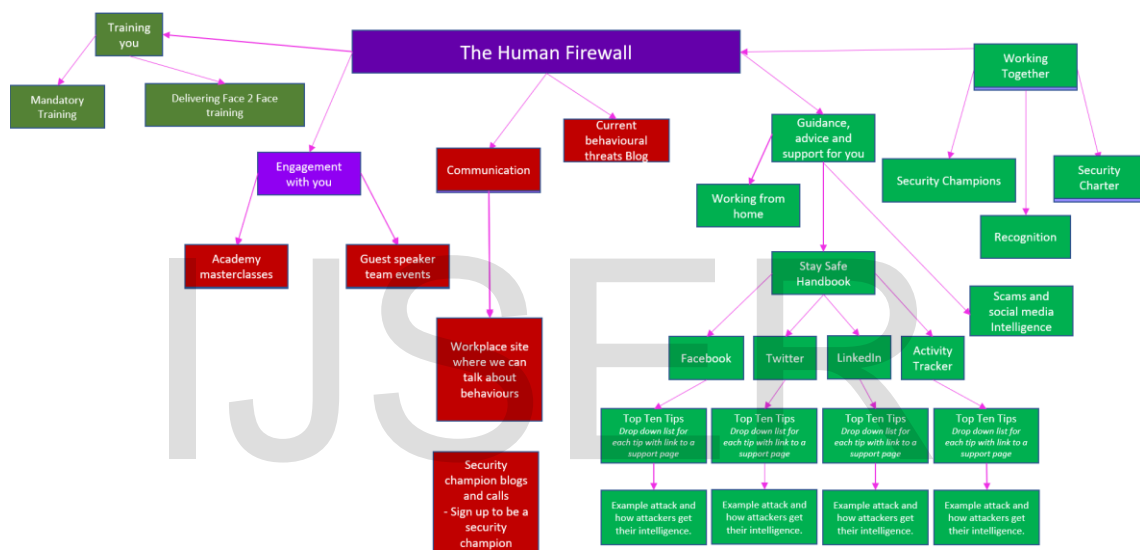 The Human Firewall
Training
you
Mandatory
Training
Delivering Face 2 Face
training
Engagement
with you
Academy
masterclasses
Guest speaker
team events
Communication
Workplace site
where we can
talk about
behaviours
Security
champion blogs
and calls
- Sign up to be a
security
champion
Current
behavioural
threats Blog
Guidance,
advice and
support for you
Working from
home
Stay Safe
Handbook
Facebook
Twitter
LinkedIn
Activity
Tracker
Top Ten Tips
Drop down list for
each tip with link to a
support page
Top Ten Tips
Drop down list for
each tip with link to a
support page
Top Ten Tips
Drop down list for
each tip with link to a
support page
Top Ten Tips
Drop down list for
each tip with link to a
support page
Example attack and
how attackers get
their intelligence.
Example attack and
how attackers get
their intelligence.
Example attack and
how attackers get
their intelligence.
Example attack and
how attackers get
their intelligence.
Scams and
social media
Intelligence
Working
Together
Security Champions
Recognition
Security
Charter
IJSER